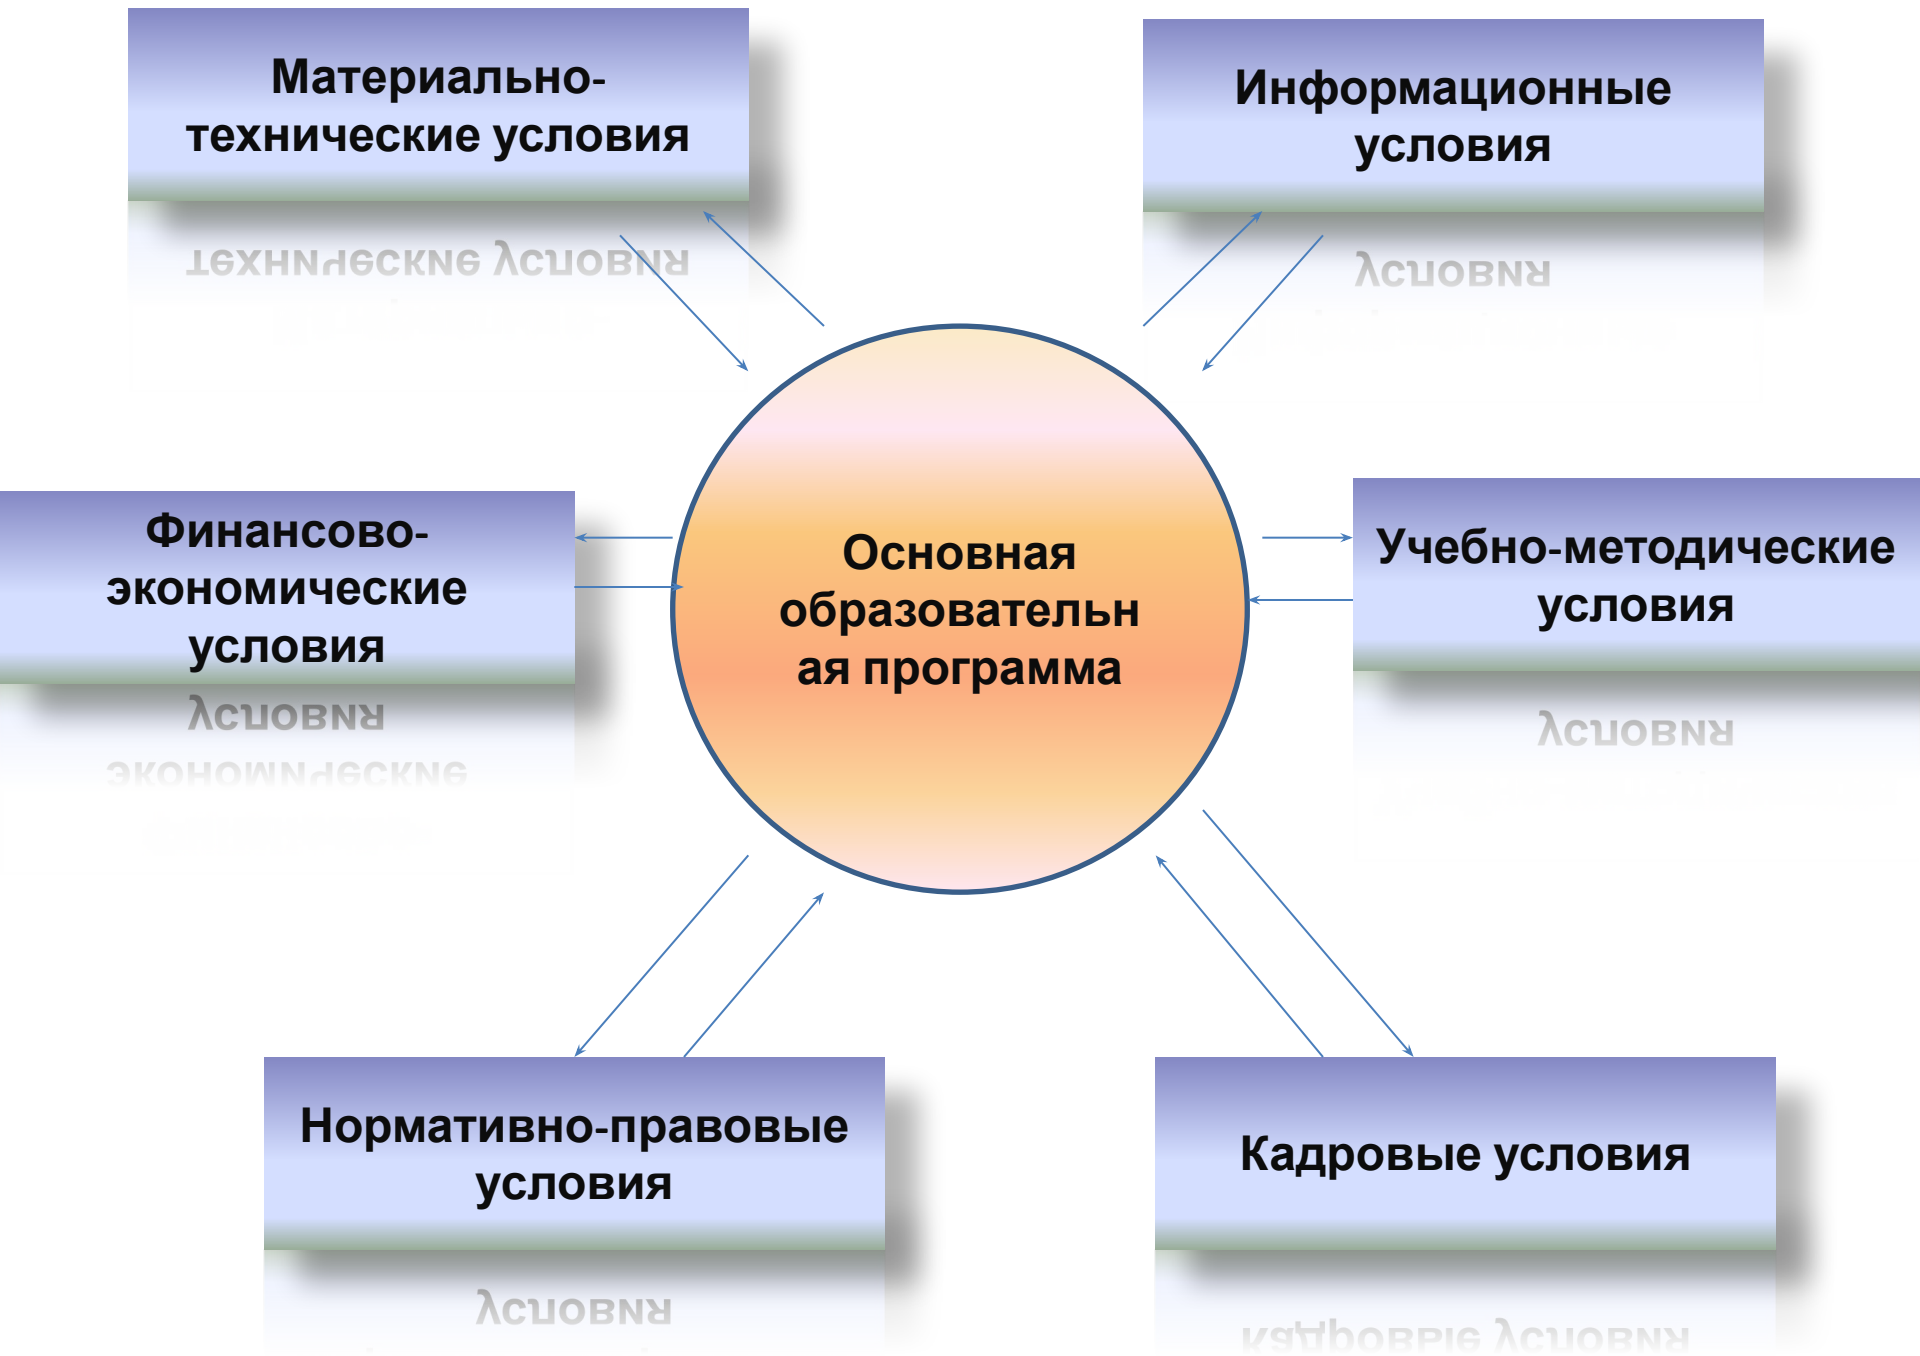 Материально-
технические условия
Информационные
условия
Финансово-
экономические
условия
Основная
образовательн
ая программа
Учебно-методические
условия
Нормативно-правовые
условия
Кадровые условия